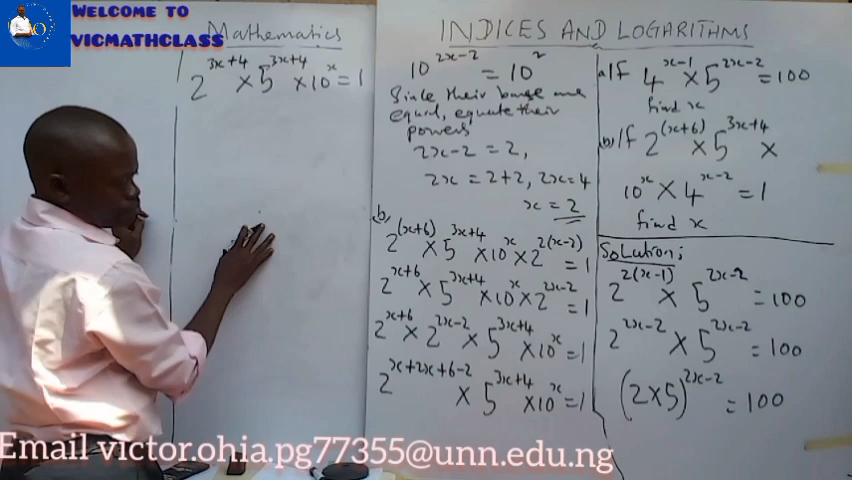 WELCOME TO
VICMATHCLASS
Mathematics
2^{3x+4} × 5^{3x+4} × 10^x = 1
10^{2x-2} = 10^2
Since their base are
equal, equate their
powers
2x-2 = 2,
2x = 2+2, 2x=4
x = 2
b, 2^{(x+6)} × 5^{3x+4} × 10^x × 2^{2(x-2)} = 1
2^{x+6} × 5^{3x+4} × 10^x × 2^{2x-2} = 1
2^{x+6} × 2^{2x-2} × 5^{3x+4} × 10^x = 1
2^{x+2x+6-2} × 5^{3x+4} × 10^x = 1
INDICES AND LOGARITHMS
a/If 4^{x-1} × 5^{2x-2} = 100
find x
(b)/If 2^{(x+6)} × 5^{3x+4} ×
10^x × 4^{x-2} = 1
find x
Solution;
2^{2(x-1)} × 5^{2x-2} = 100
2^{2x-2} × 5^{2x-2} = 100
(2×5)^{2x-2} = 100
Email victor.ohia.pg77355@unn.edu.ng